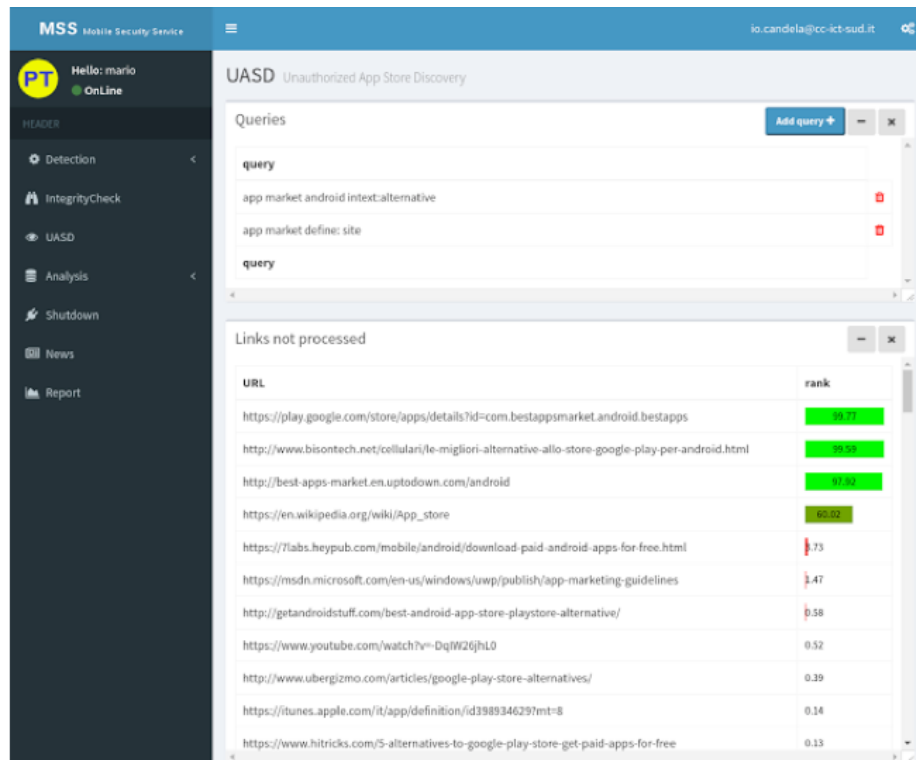 MSS Mobile Security Service
io.candela@cc-ict-sud.it
PT
Hello: mario
OnLine
HEADER
Detection
IntegrityCheck
UASD
Analysis
Shutdown
News
Report
UASD Unauthorized App Store Discovery
Queries
Add query +
query
app market android intext:alternative
app market define: site
query
Links not processed
URL rank
https://play.google.com/store/apps/details?id=com.bestappsmarket.android.bestapps 99.77
http://www.bisontech.net/cellulari/le-migliori-alternative-allo-store-google-play-per-android.html 99.59
http://best-apps-market.en.uptodown.com/android 97.92
https://en.wikipedia.org/wiki/App_store 60.02
https://7labs.heypub.com/mobile/android/download-paid-android-apps-for-free.html
https://msdn.microsoft.com/en-us/windows/uwp/publish/app-marketing-guidelines 1.47
http://getandroidstuff.com/best-android-app-store-playstore-alternative/ 0.58
https://www.youtube.com/watch?v=-DqIW26jhL0 0.52
http://www.ubergizmo.com/articles/google-play-store-alternatives/ 0.39
https://itunes.apple.com/it/app/definition/id398934629?mt=8 0.14
https://www.hitricks.com/5-alternatives-to-google-play-store-get-paid-apps-for-free 0.13